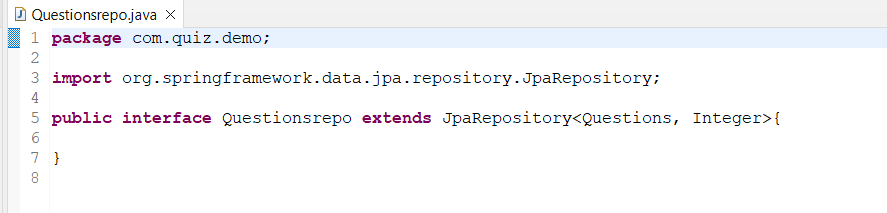 Questionsrepo.java
1 package com.quiz.demo;
2
3 import org.springframework.data.jpa.repository.JpaRepository;
4
5 public interface Questionsrepo extends JpaRepository<Questions, Integer>{
6
7 }
8